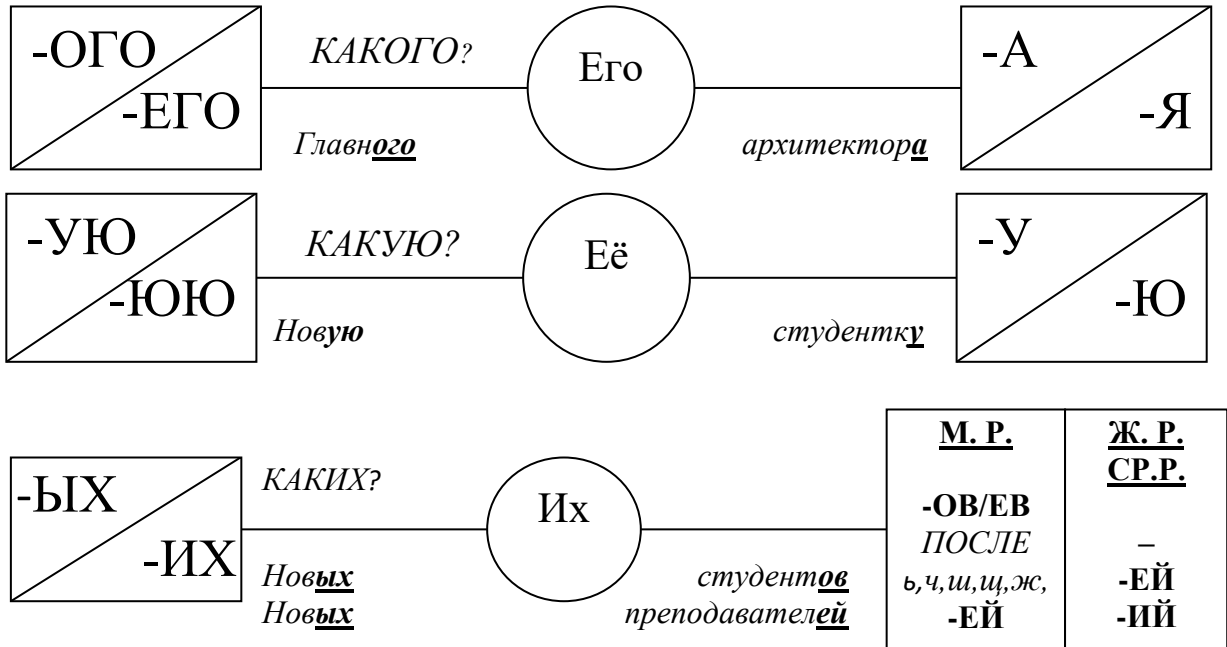 -ОГО
-ЕГО
КАКОГО?
Главного
Его
архитектора
-А
-Я
-УЮ
-ЮЮ
КАКУЮ?
Новую
Её
студентку
-У
-Ю
-ЫХ
-ИХ
КАКИХ?
Новых
Новых
Их
студентов
преподавателей
М. Р.
-ОВ/ЕВ
ПОСЛЕ
ь,ч,ш,щ,ж,
-ЕЙ
Ж. Р.
СР.Р.
–
-ЕЙ
-ИЙ